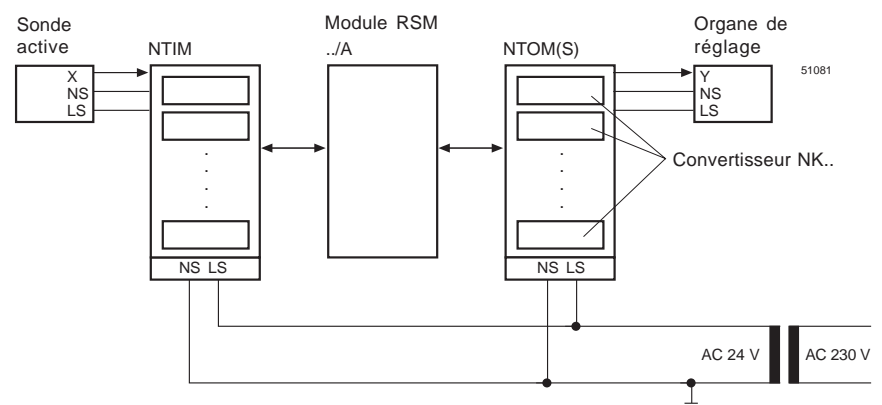 Sonde
active
NTIM
Module RSM
../A
NTOM(S)
Organe de
réglage
51081
X
NS
LS
Y
NS
LS
Convertisseur NK..
NS LS
NS LS
AC 24 V
AC 230 V